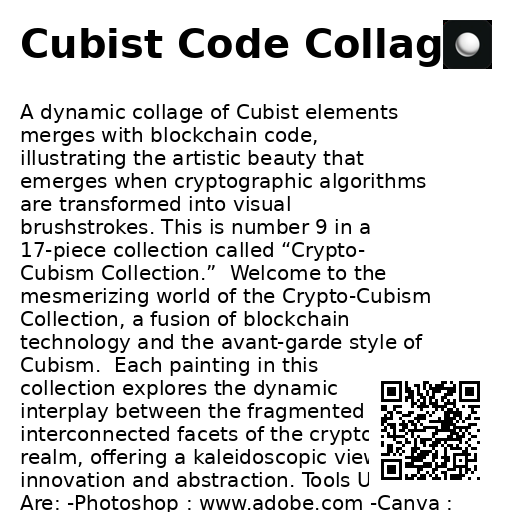 Cubist Code Collag
A dynamic collage of Cubist elements
merges with blockchain code,
illustrating the artistic beauty that
emerges when cryptographic algorithms
are transformed into visual
brushstrokes. This is number 9 in a
17-piece collection called “Crypto-
Cubism Collection.”  Welcome to the
mesmerizing world of the Crypto-Cubism
Collection, a fusion of blockchain
technology and the avant-garde style of
Cubism.  Each painting in this
collection explores the dynamic
interplay between the fragmented
interconnected facets of the crypto
realm, offering a kaleidoscopic view
innovation and abstraction. Tools U
Are: -Photoshop : www.adobe.com -Canva :